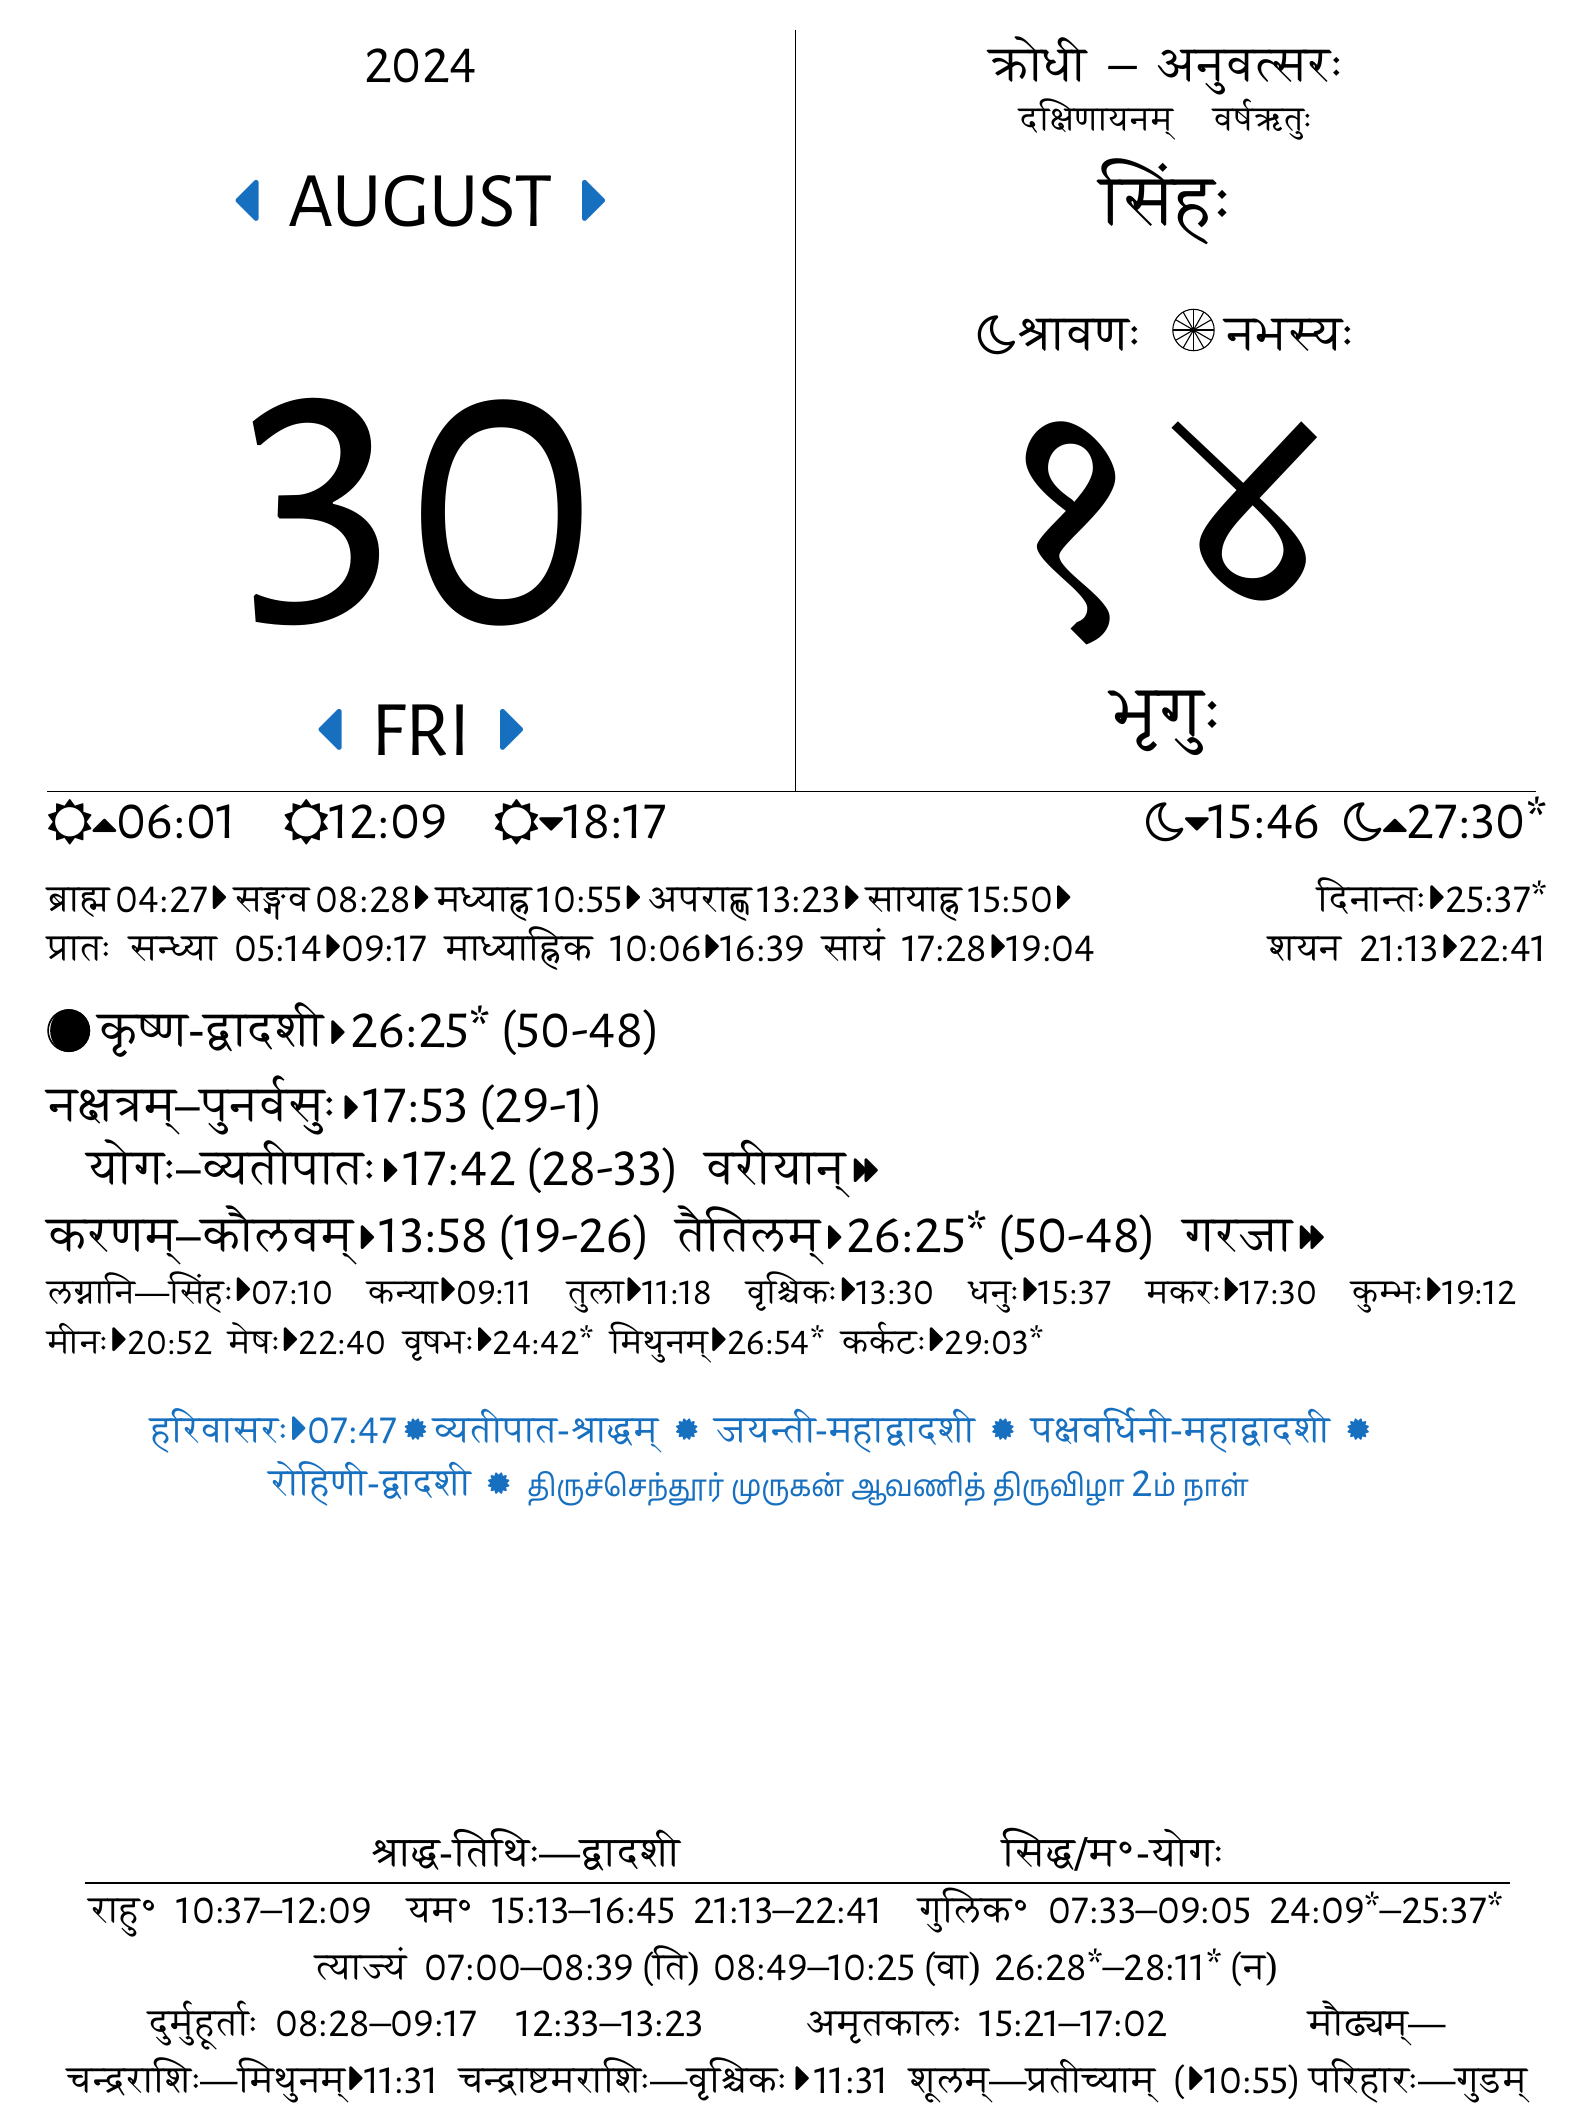 2024
AUGUST
30
FRI
क्रोधी – अनुवत्सरः
दक्षिणायनम् वर्षऋतुः
सिंहः
श्रावणः नभस्यः
१४
भृगुः
06:01 12:09 18:17 15:46 27:30*
ब्राह्म 04:27 सङ्गव 08:28 मध्याह्न 10:55 अपराह्ण 13:23 सायाह्न 15:50 दिनान्तः 25:37*
प्रातः सन्ध्या 05:14 09:17 माध्याह्निक 10:06 16:39 सायं 17:28 19:04 शयन 21:13 22:41
कृष्ण-द्वादशी 26:25* (50-48)
नक्षत्रम्–पुनर्वसुः 17:53 (29-1)
योगः–व्यतीपातः 17:42 (28-33) वरीयान्
करणम्–कौलवम् 13:58 (19-26) तैतिलम् 26:25* (50-48) गरजा
लग्नानि—सिंहः 07:10 कन्या 09:11 तुला 11:18 वृश्चिकः 13:30 धनुः 15:37 मकरः 17:30 कुम्भः 19:12
मीनः 20:52 मेषः 22:40 वृषभः 24:42* मिथुनम् 26:54* कर्कटः 29:03*
हरिवासरः 07:47 व्यतीपात-श्राद्धम् जयन्ती-महाद्वादशी पक्षवर्धिनी-महाद्वादशी
रोहिणी-द्वादशी திருச்செந்தூர் முருகன் ஆவணித் திருவிழா 2ம் நாள்
श्राद्ध-तिथिः—द्वादशी सिद्ध/म॰-योगः
राहु॰ 10:37–12:09 यम॰ 15:13–16:45 21:13–22:41 गुलिक॰ 07:33–09:05 24:09*–25:37*
त्याज्यं 07:00–08:39 (ति) 08:49–10:25 (वा) 26:28*–28:11* (न)
दुर्मुहूर्ताः 08:28–09:17 12:33–13:23 अमृतकालः 15:21–17:02 मौढ्यम्—
चन्द्रराशिः—मिथुनम् 11:31 चन्द्राष्टमराशिः—वृश्चिकः 11:31 शूलम्—प्रतीच्याम् (10:55) परिहारः—गुडम्